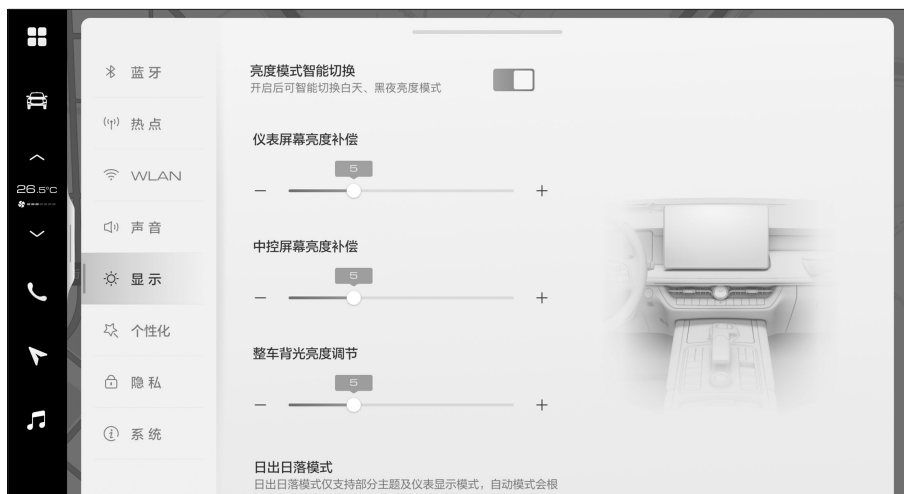 26.5°C
蓝牙
热点
WLAN
声音
显示
个性化
隐私
系统
亮度模式智能切换
开启后可智能切换白天、黑夜亮度模式
仪表屏幕亮度补偿
5
中控屏幕亮度补偿
5
整车背光亮度调节
5
日出日落模式
日出日落模式仅支持部分主题及仪表显示模式，自动模式会根